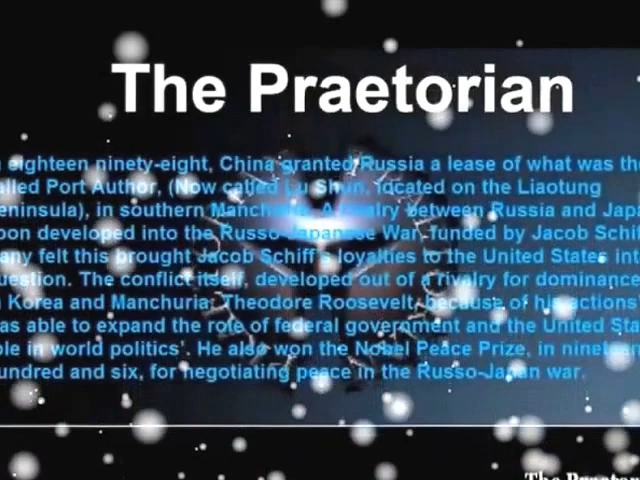 The Praetorian
eighteen ninety-eight, China granted Russia a lease of what was the
alled Port Author, (Now called Lu Shun, located on the Liaotung
eninsula), in southern Manchuria. A rivalry between Russia and Japa
oon developed into the Russo-Japanese War, funded by Jacob Schiff
any felt this brought Jacob Schiff's loyalties to the United States int
uestion. The conflict itself, developed out of a rivalry for dominance
Korea and Manchuria. Theodore Roosevelt, because of his actions
as able to expand the role of federal government and the United Sta
ole in world politics'. He also won the Nobel Peace Prize, in nineteen
undred and six, for negotiating peace in the Russo-Japan war.
The Praetor